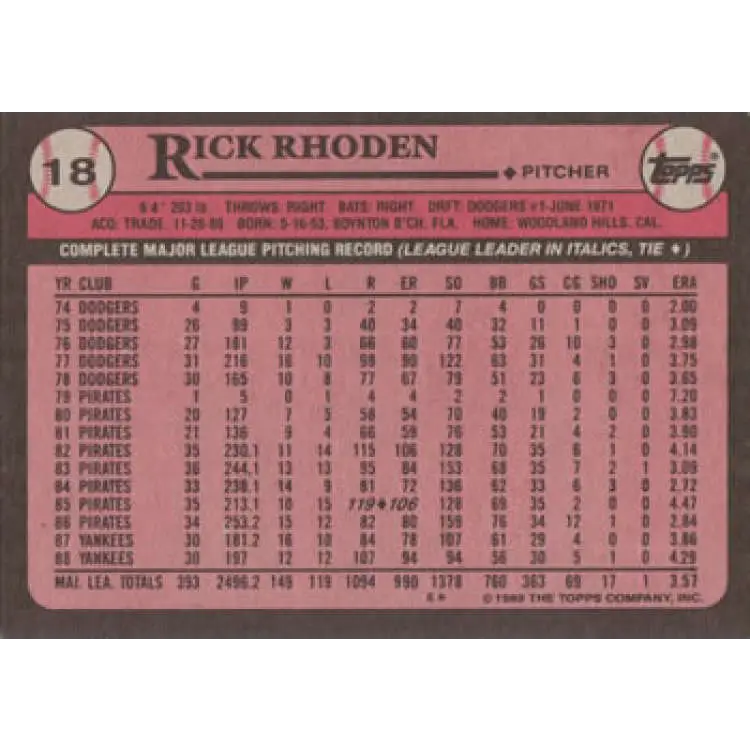 18 RICK RHODEN Topps
♦ PITCHER
6'4" 203 lb THROWS: RIGHT BATS: RIGHT DRFT: DODGERS #1-JUNE 1971
ACQ: TRADE, 11-26-86 BORN: 5-16-53, BOYNTON B'CH, FLA. HOME: WOODLAND HILLS, CAL.
COMPLETE MAJOR LEAGUE PITCHING RECORD (LEAGUE LEADER IN ITALICS, TIE ♦)
YR CLUB G IP W L R ER SO BB GS CG SHO SV ERA
74 DODGERS 4 9 1 0 2 2 7 4 0 0 0 0 2.00
75 DODGERS 26 99 3 3 40 34 40 32 11 1 0 0 3.09
76 DODGERS 27 181 12 3 66 60 77 53 26 10 3 0 2.98
77 DODGERS 31 216 16 10 98 90 122 63 31 4 1 0 3.75
78 DODGERS 30 165 10 8 77 67 79 51 23 6 3 0 3.65
79 PIRATES 1 5 0 1 4 4 2 2 1 0 0 0 7.20
80 PIRATES 20 127 7 5 58 54 70 40 19 2 0 0 3.83
81 PIRATES 21 136 9 4 66 59 76 53 21 4 2 0 3.90
82 PIRATES 35 230.1 11 14 115 106 128 70 35 6 1 0 4.14
83 PIRATES 36 244.1 13 13 95 84 153 68 35 7 2 1 3.09
84 PIRATES 33 238.1 14 9 81 72 136 62 33 6 3 0 2.72
85 PIRATES 35 213.1 10 15 119♦106 128 69 35 2 0 0 4.47
86 PIRATES 34 253.2 15 12 82 80 159 76 34 12 1 0 2.84
87 YANKEES 30 181.2 16 10 84 78 107 61 29 4 0 0 3.86
88 YANKEES 30 197 12 12 107 94 94 56 30 5 1 0 4.29
MAJ. LEA. TOTALS 393 2496.2 149 119 1094 990 1378 760 363 69 17 1 3.57
© 1989 THE TOPPS COMPANY, INC.